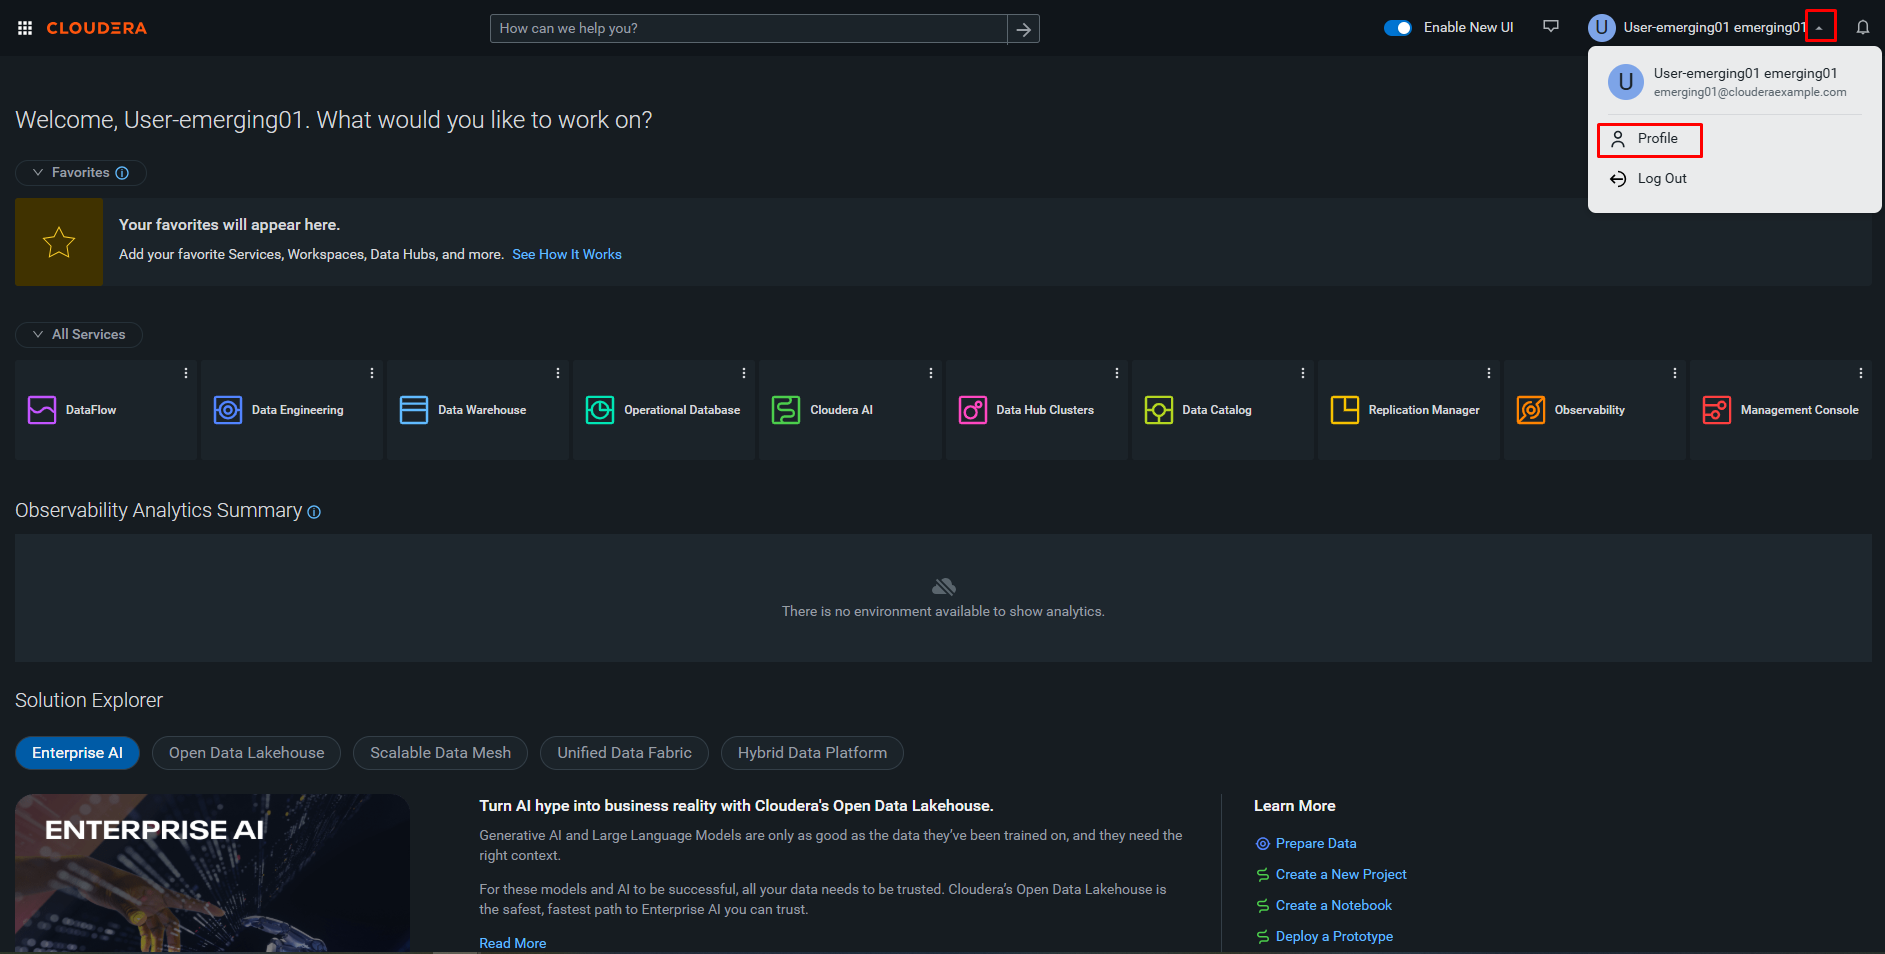 CLOUDERA
How can we help you?
Enable New UI
U
User-emerging01 emerging01
U
User-emerging01 emerging01
emerging01@clouderaexample.com
Profile
Log Out
Welcome, User-emerging01. What would you like to work on?
Favorites
Your favorites will appear here.
Add your favorite Services, Workspaces, Data Hubs, and more. See How It Works
All Services
DataFlow
Data Engineering
Data Warehouse
Operational Database
Cloudera AI
Data Hub Clusters
Data Catalog
Replication Manager
Observability
Management Console
Observability Analytics Summary
There is no environment available to show analytics.
Solution Explorer
Enterprise AI
Open Data Lakehouse
Scalable Data Mesh
Unified Data Fabric
Hybrid Data Platform
ENTERPRISE AI
Turn AI hype into business reality with Cloudera's Open Data Lakehouse.
Generative AI and Large Language Models are only as good as the data they’ve been trained on, and they need the
right context.
For these models and AI to be successful, all your data needs to be trusted. Cloudera’s Open Data Lakehouse is
the safest, fastest path to Enterprise AI you can trust.
Read More
Learn More
Prepare Data
Create a New Project
Create a Notebook
Deploy a Prototype